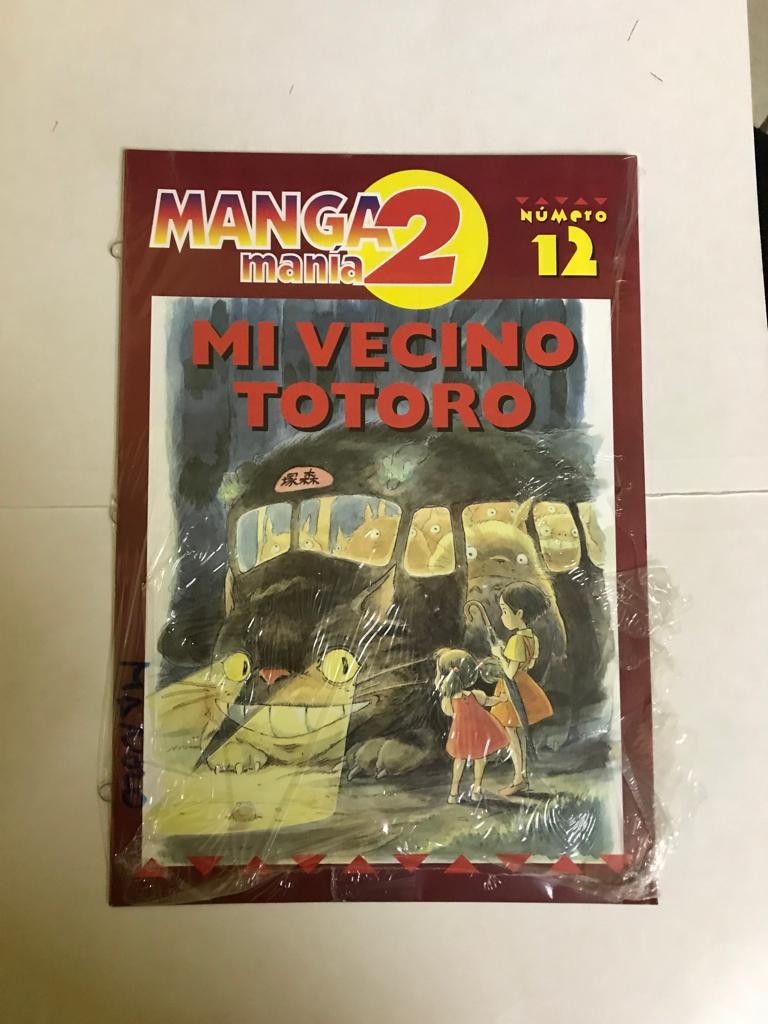 MANGA
manía
2
NÚMERO
12
MI VECINO
TOTORO
塚森